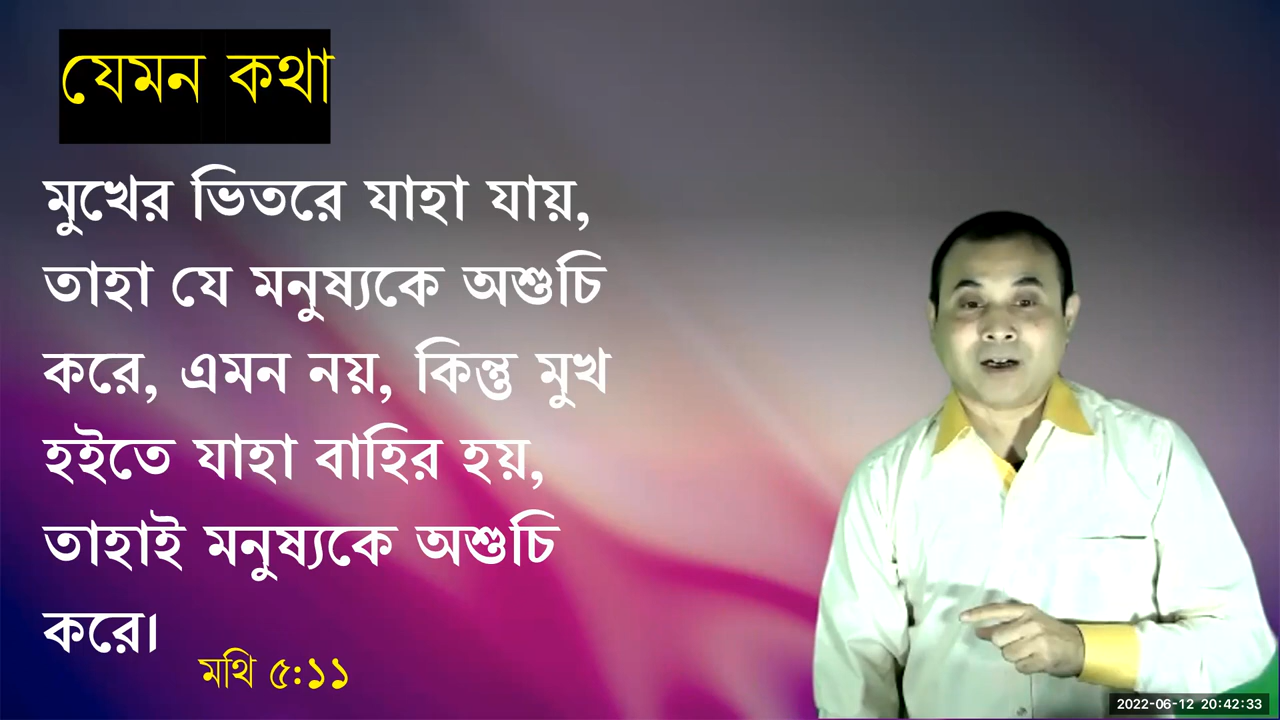 যেমন কথা
মুখের ভিতরে যাহা যায়,
তাহা যে মনুষ্যকে অশুচি
করে, এমন নয়, কিন্তু মুখ
হইতে যাহা বাহির হয়,
তাহাই মনুষ্যকে অশুচি
করে।
মথি ৫:১১
2022-06-12 20:42:33